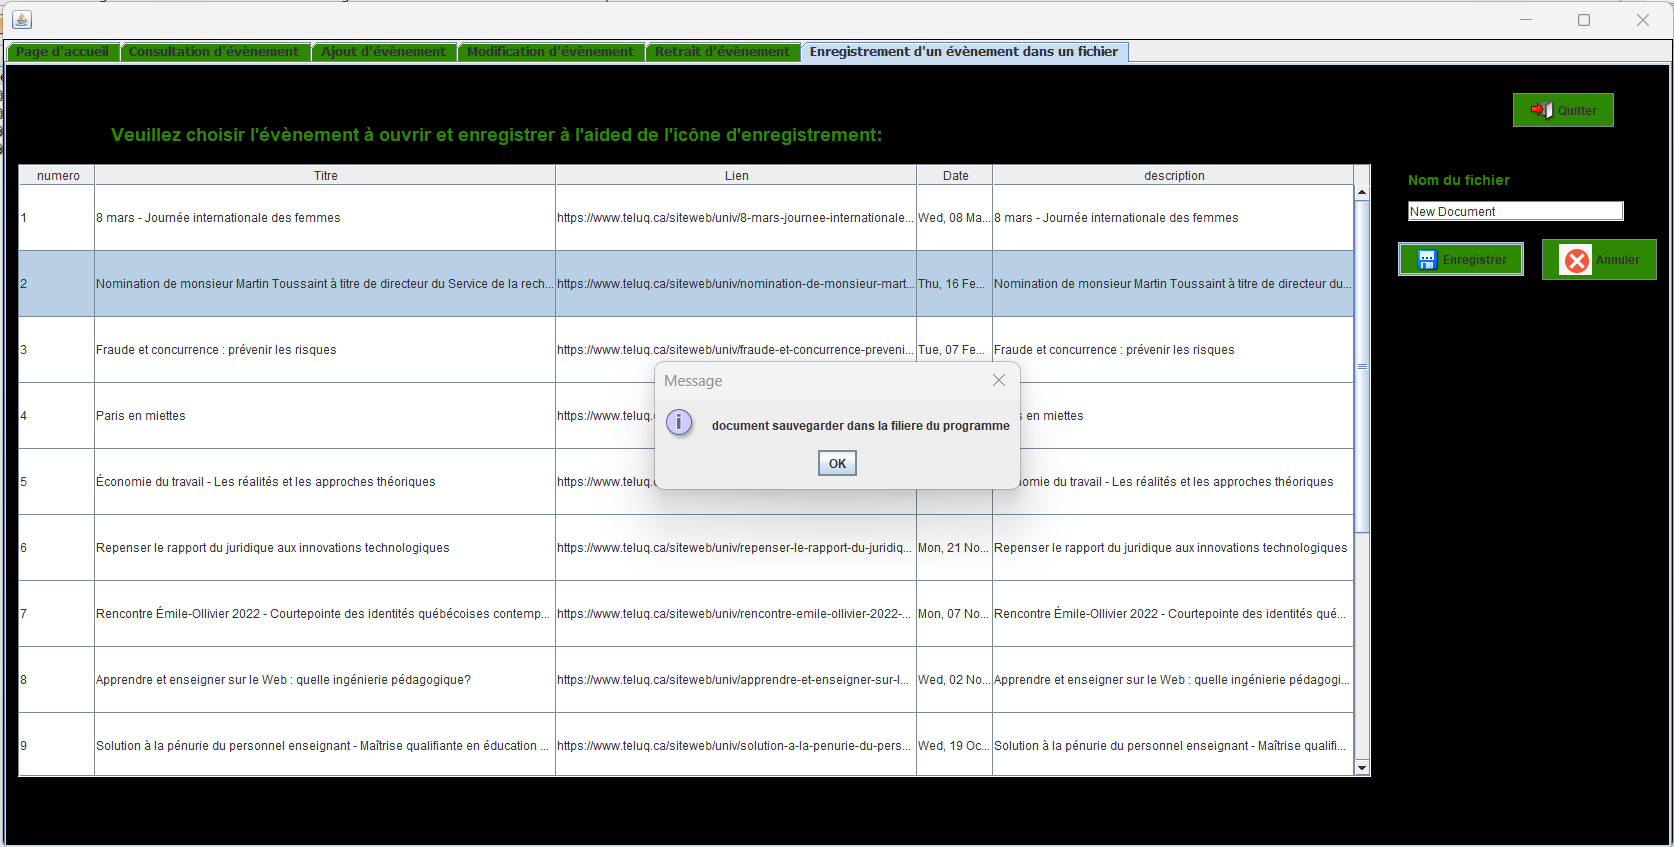 Page d'accueil Consultation d'évènement Ajout d'évènement Modification d'évènement Retrait d'évènement Enregistrement d'un évènement dans un fichier
Quitter
Veuillez choisir l'évènement à ouvrir et enregistrer à l'aided de l'icône d'enregistrement:
numero Titre Lien Date description
1 8 mars - Journée internationale des femmes https://www.teluq.ca/siteweb/univ/8-mars-journee-internationale... Wed, 08 Ma... 8 mars - Journée internationale des femmes
2 Nomination de monsieur Martin Toussaint à titre de directeur du Service de la rech... https://www.teluq.ca/siteweb/univ/nomination-de-monsieur-mart... Thu, 16 Fe... Nomination de monsieur Martin Toussaint à titre de directeur du...
3 Fraude et concurrence : prévenir les risques https://www.teluq.ca/siteweb/univ/fraude-et-concurrence-preveni... Tue, 07 Fe... Fraude et concurrence : prévenir les risques
4 Paris en miettes https://www.teluq. en miettes
5 Économie du travail - Les réalités et les approches théoriques https://www.teluq. omie du travail - Les réalités et les approches théoriques
6 Repenser le rapport du juridique aux innovations technologiques https://www.teluq.ca/siteweb/univ/repenser-le-rapport-du-juridiq... Mon, 21 No... Repenser le rapport du juridique aux innovations technologiques
7 Rencontre Émile-Ollivier 2022 - Courtepointe des identités québécoises contemp... https://www.teluq.ca/siteweb/univ/rencontre-emile-ollivier-2022-... Mon, 07 No... Rencontre Émile-Ollivier 2022 - Courtepointe des identités qué...
8 Apprendre et enseigner sur le Web : quelle ingénierie pédagogique? https://www.teluq.ca/siteweb/univ/apprendre-et-enseigner-sur-l... Wed, 02 No... Apprendre et enseigner sur le Web : quelle ingénierie pédagogi...
9 Solution à la pénurie du personnel enseignant - Maîtrise qualifiante en éducation ... https://www.teluq.ca/siteweb/univ/solution-a-la-penurie-du-pers... Wed, 19 Oc... Solution à la pénurie du personnel enseignant - Maîtrise qualifi...
Nom du fichier
New Document
Enregistrer Annuler
Message
document sauvegarder dans la filiere du programme
OK